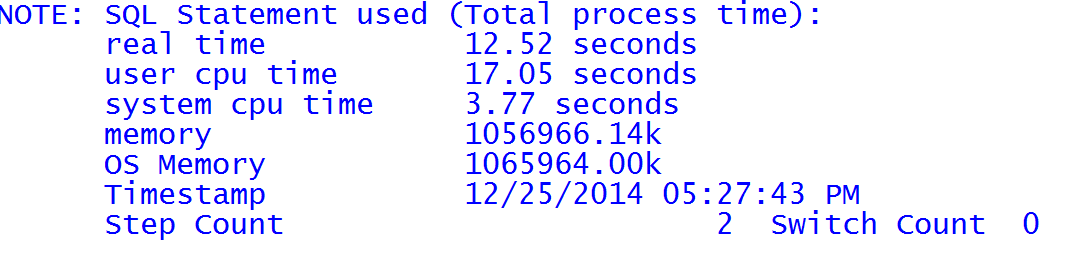 NOTE: SQL Statement used (Total process time):
real time 12.52 seconds
user cpu time 17.05 seconds
system cpu time 3.77 seconds
memory 1056966.14k
OS Memory 1065964.00k
Timestamp 12/25/2014 05:27:43 PM
Step Count 2 Switch Count 0